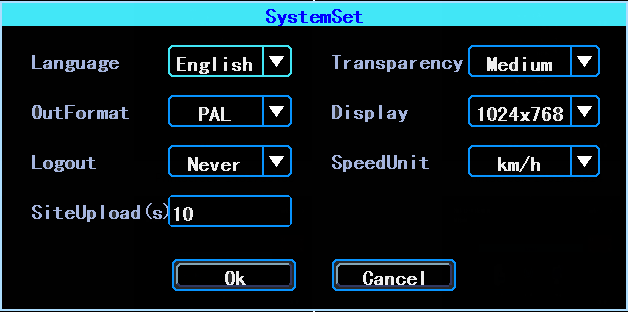 SystemSet
Language English Transparency Medium
OutFormat PAL Display 1024x768
Logout Never SpeedUnit km/h
SiteUpload(s) 10
Ok Cancel